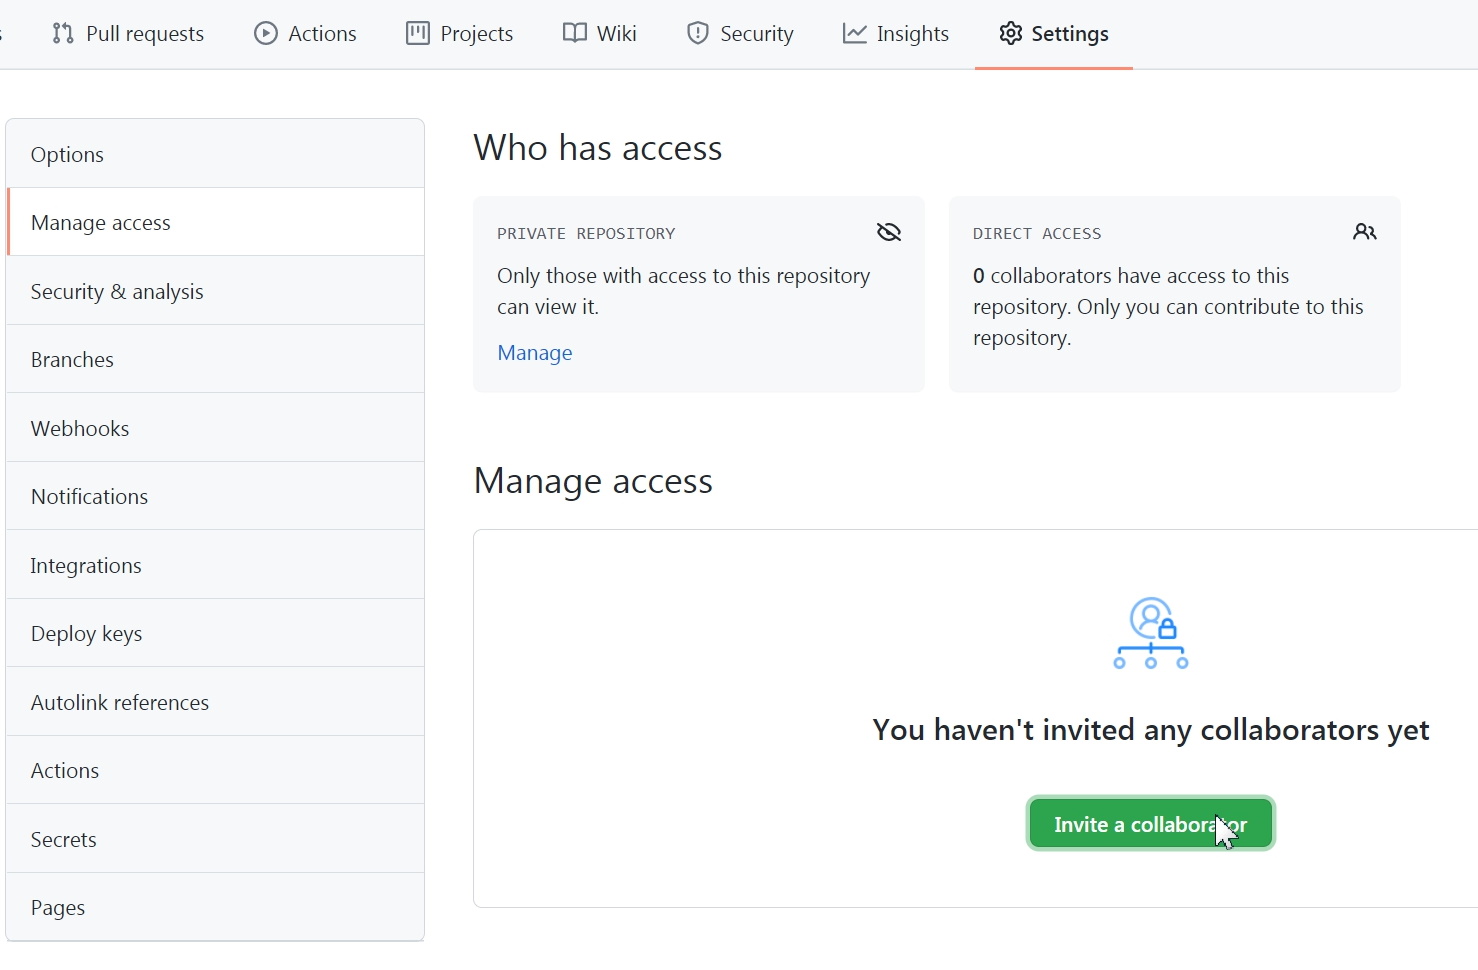 Pull requests
Actions
Projects
Wiki
Security
Insights
Settings
Options
Manage access
Security & analysis
Branches
Webhooks
Notifications
Integrations
Deploy keys
Autolink references
Actions
Secrets
Pages
Who has access
PRIVATE REPOSITORY
Only those with access to this repository
can view it.
Manage
DIRECT ACCESS
0 collaborators have access to this
repository. Only you can contribute to this
repository.
Manage access
You haven't invited any collaborators yet
Invite a collaborator